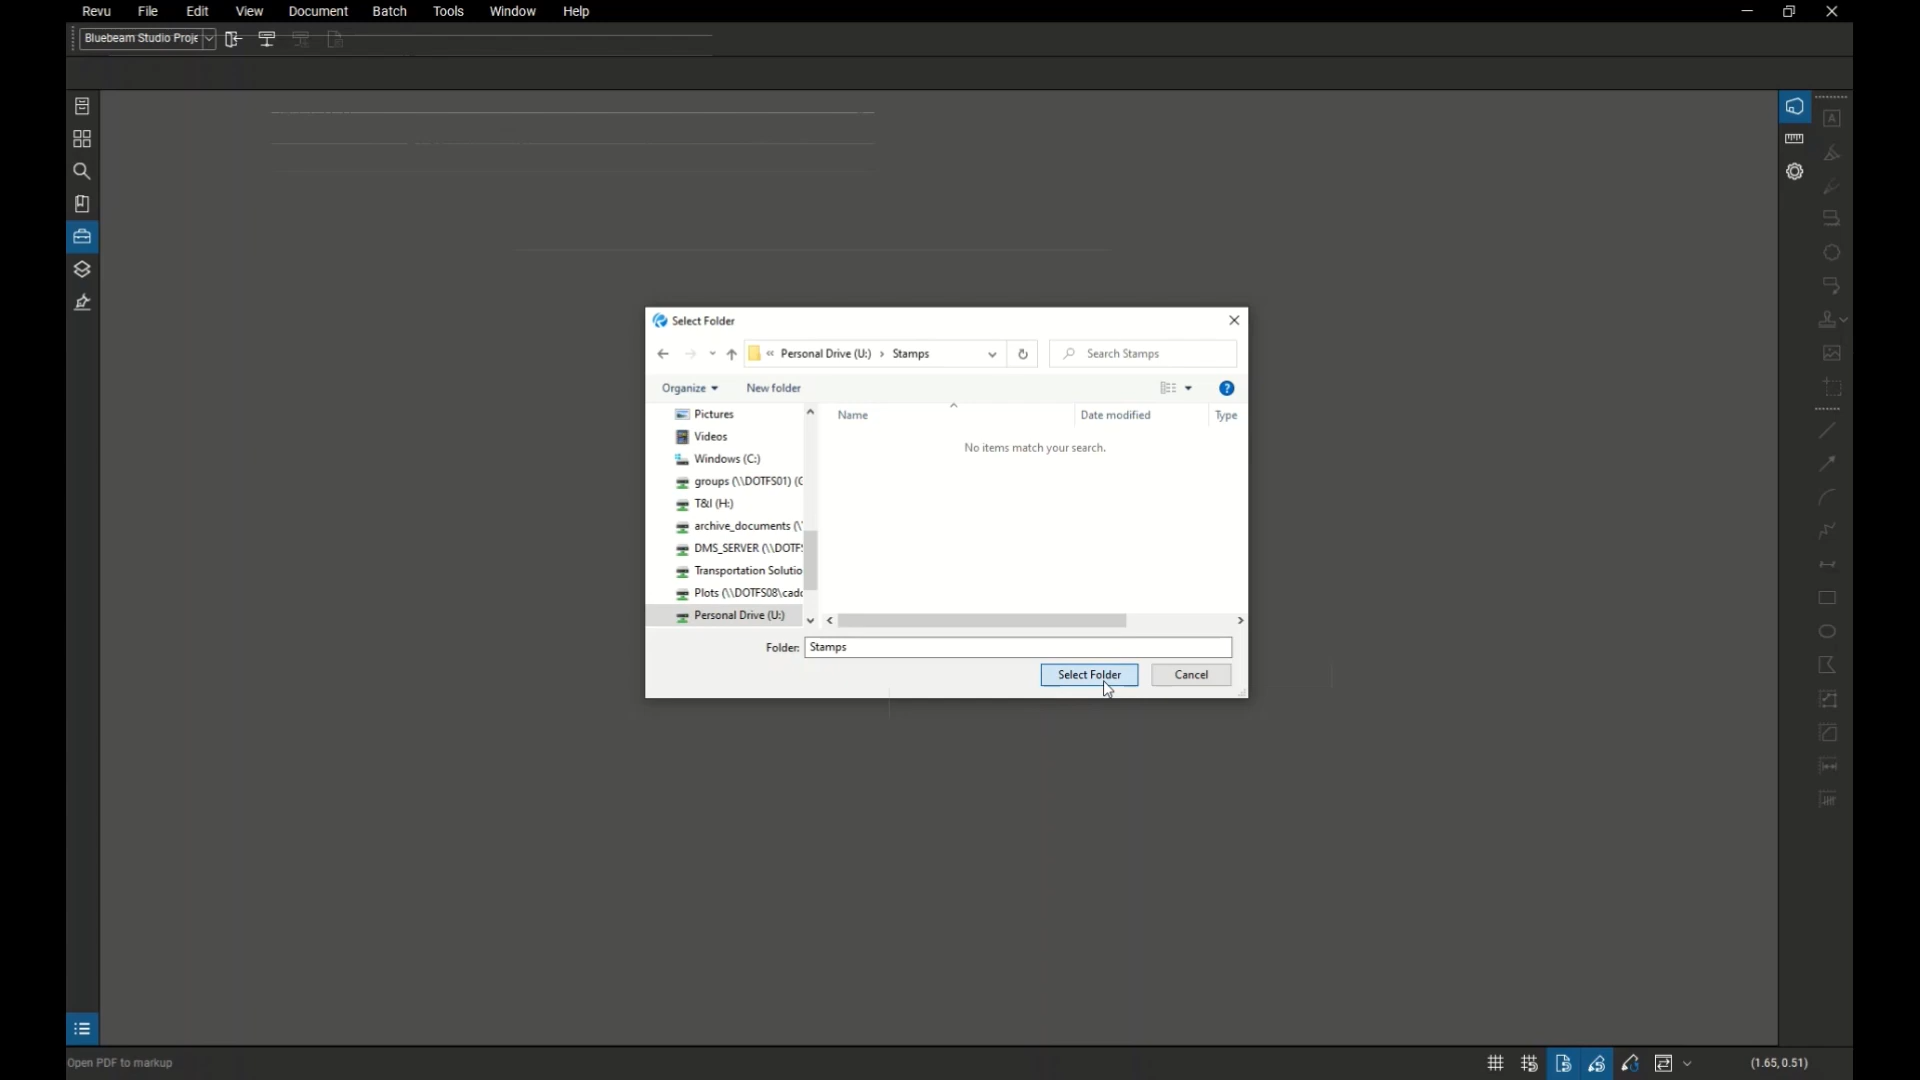 Revu File Edit View Document Batch Tools Window Help
Bluebeam Studio Proje
Select Folder
« Personal Drive (U:) › Stamps
Search Stamps
Organize New folder
Name Date modified Type
No items match your search.
Pictures
Videos
Windows (C:)
groups (\\DOTFS01) (G
T&I (H:)
archive_documents (\
DMS_SERVER (\\DOTFS
Transportation Solutio
Plots (\\DOTFS08\cadd
Personal Drive (U:)
Folder: Stamps
Select Folder Cancel
Open PDF to markup
(1.65, 0.51)